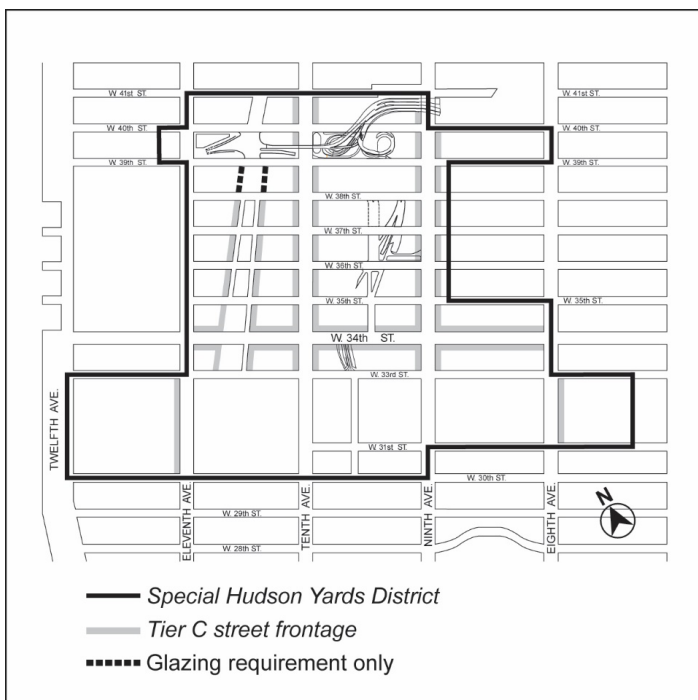 W. 41st ST.
W. 41st ST.
W. 40th ST.
W. 40th ST.
W. 39th ST.
W. 39th ST.
W. 38th ST.
W. 37th ST.
W. 36th ST.
W. 35th ST.
W. 35th ST.
W. 34th ST.
W. 33rd ST.
TWELFTH AVE.
W. 31st ST.
W. 30th ST.
ELEVENTH AVE.
TENTH AVE.
NINTH AVE.
EIGHTH AVE.
N
W. 29th ST.
W. 28th ST.
Special Hudson Yards District
Tier C street frontage
Glazing requirement only